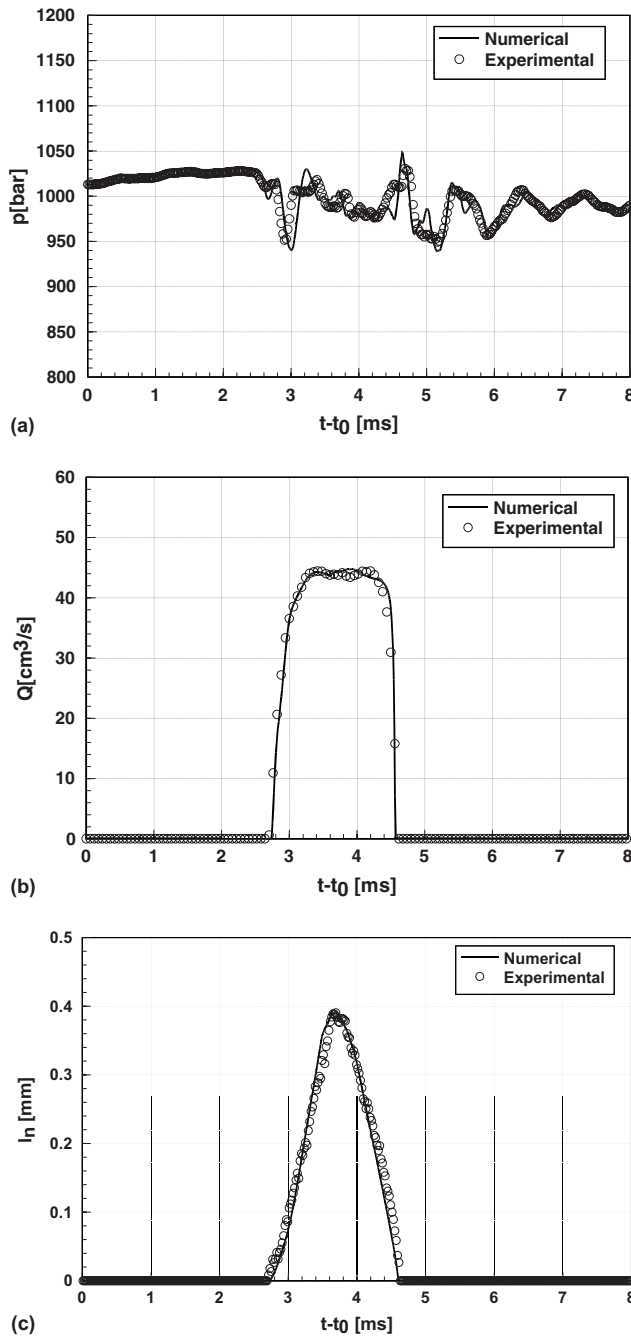 1200
1150
1100
1050
1000
950
900
850
800
p[bar]
Numerical
Experimental
0 1 2 3 4 5 6 7 8
(a)
t-t0 [ms]
60
50
40
30
20
10
0
Q[cm3/s]
Numerical
Experimental
0 1 2 3 4 5 6 7 8
(b)
t-t0 [ms]
0.5
0.4
0.3
0.2
0.1
0
ln [mm]
Numerical
Experimental
0 1 2 3 4 5 6 7 8
(c)
t-t0 [ms]